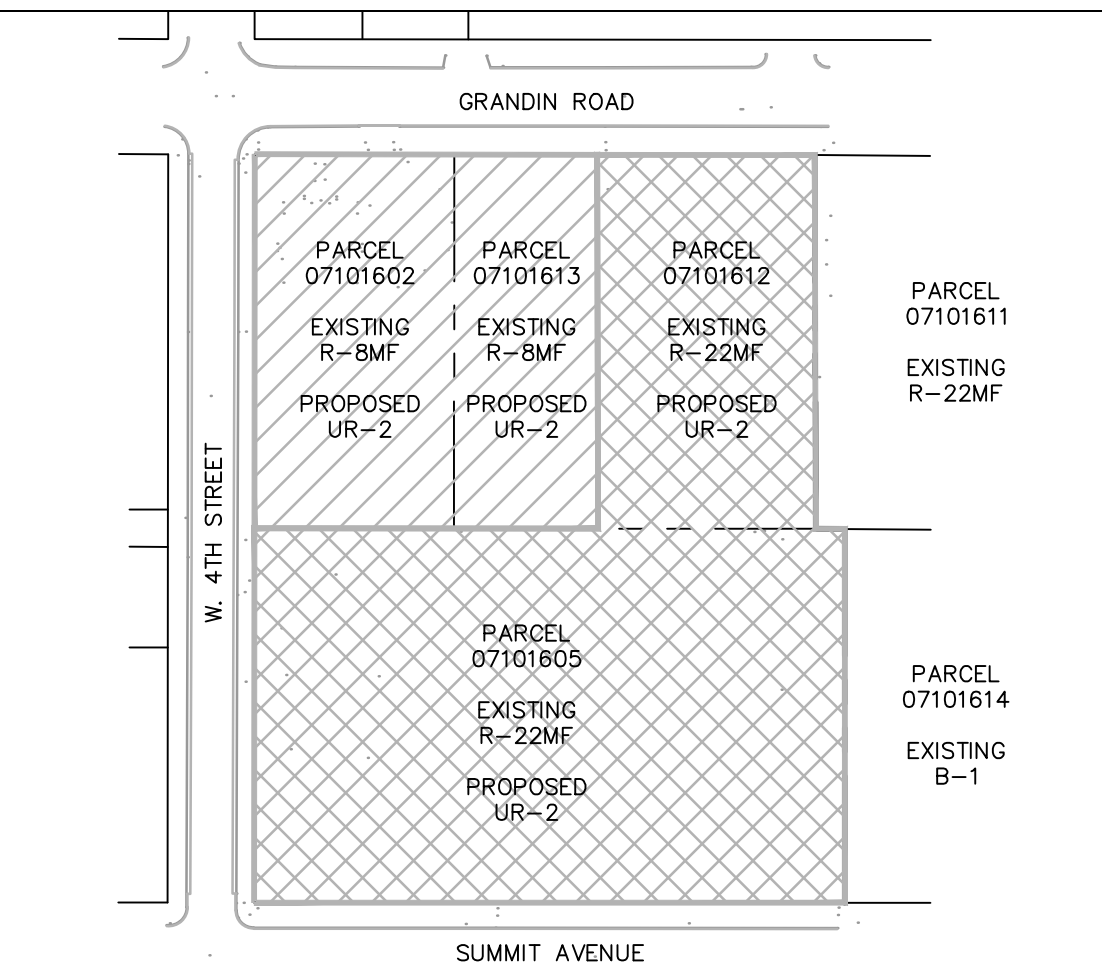 GRANDIN ROAD
PARCEL
07101602
EXISTING
R-8MF
PROPOSED
UR-2
PARCEL
07101613
EXISTING
R-8MF
PROPOSED
UR-2
PARCEL
07101612
EXISTING
R-22MF
PROPOSED
UR-2
PARCEL
07101611
EXISTING
R-22MF
W. 4TH STREET
PARCEL
07101605
EXISTING
R-22MF
PROPOSED
UR-2
PARCEL
07101614
EXISTING
B-1
SUMMIT AVENUE